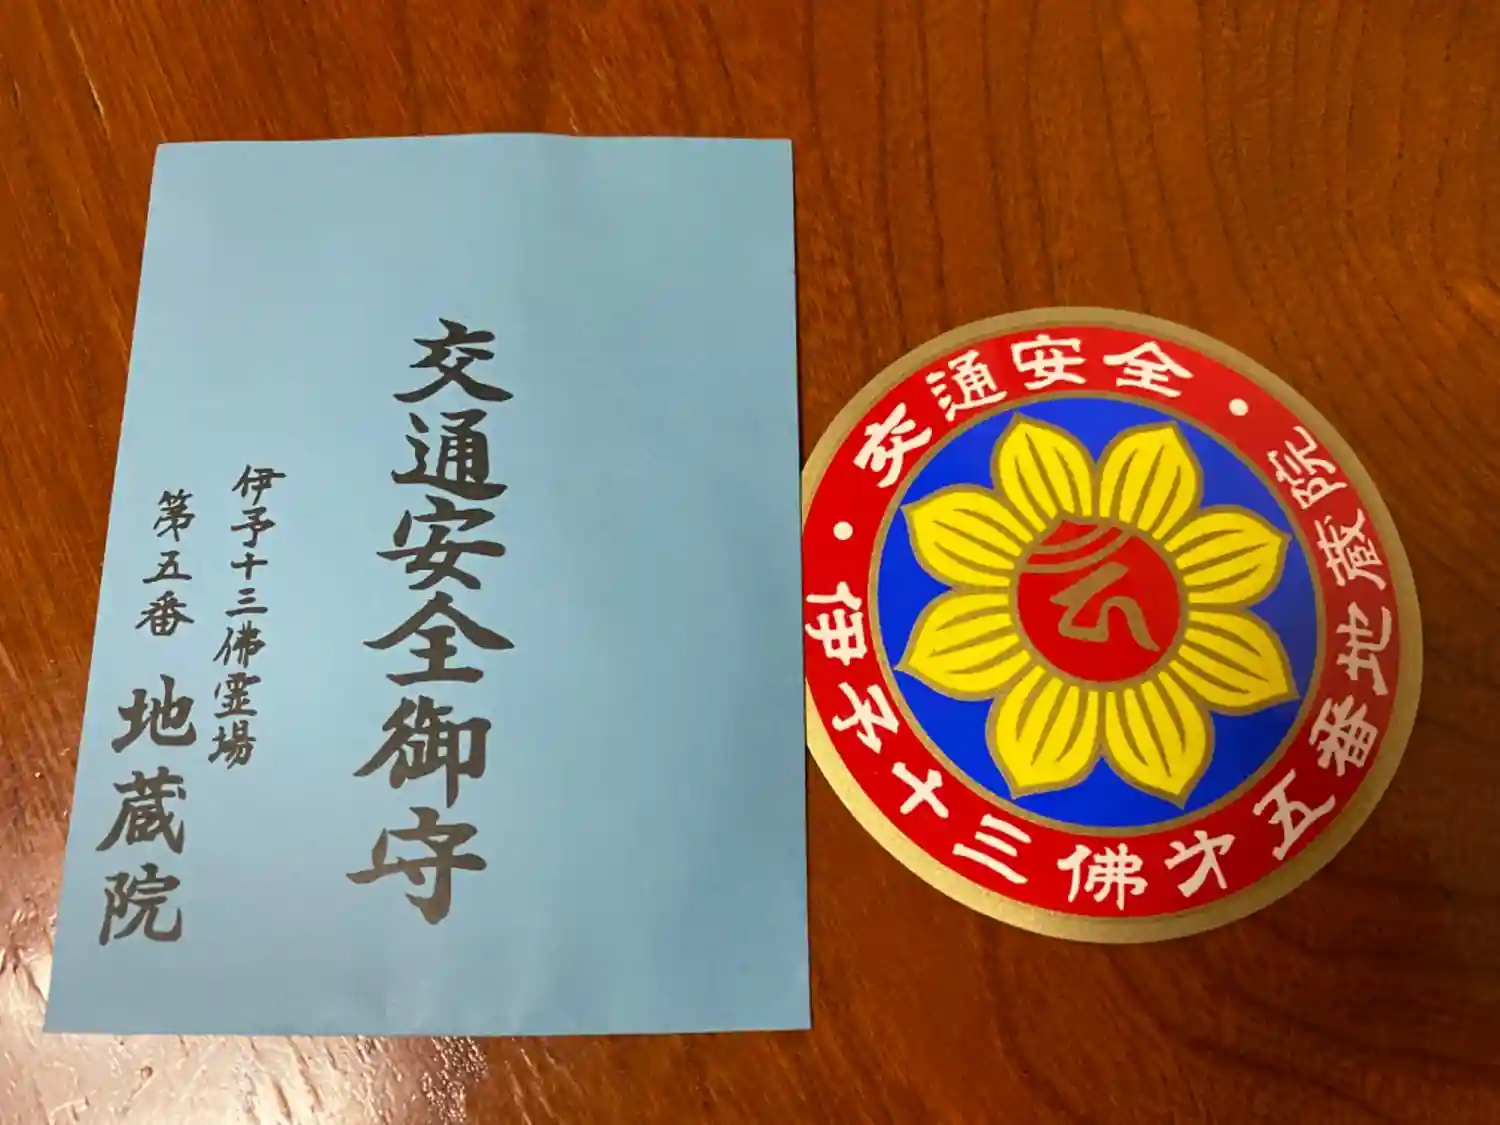 交通安全御守
伊予十三佛霊場
第五番 地蔵院
・交通安全・
伊予十三佛㐧五番地蔵院